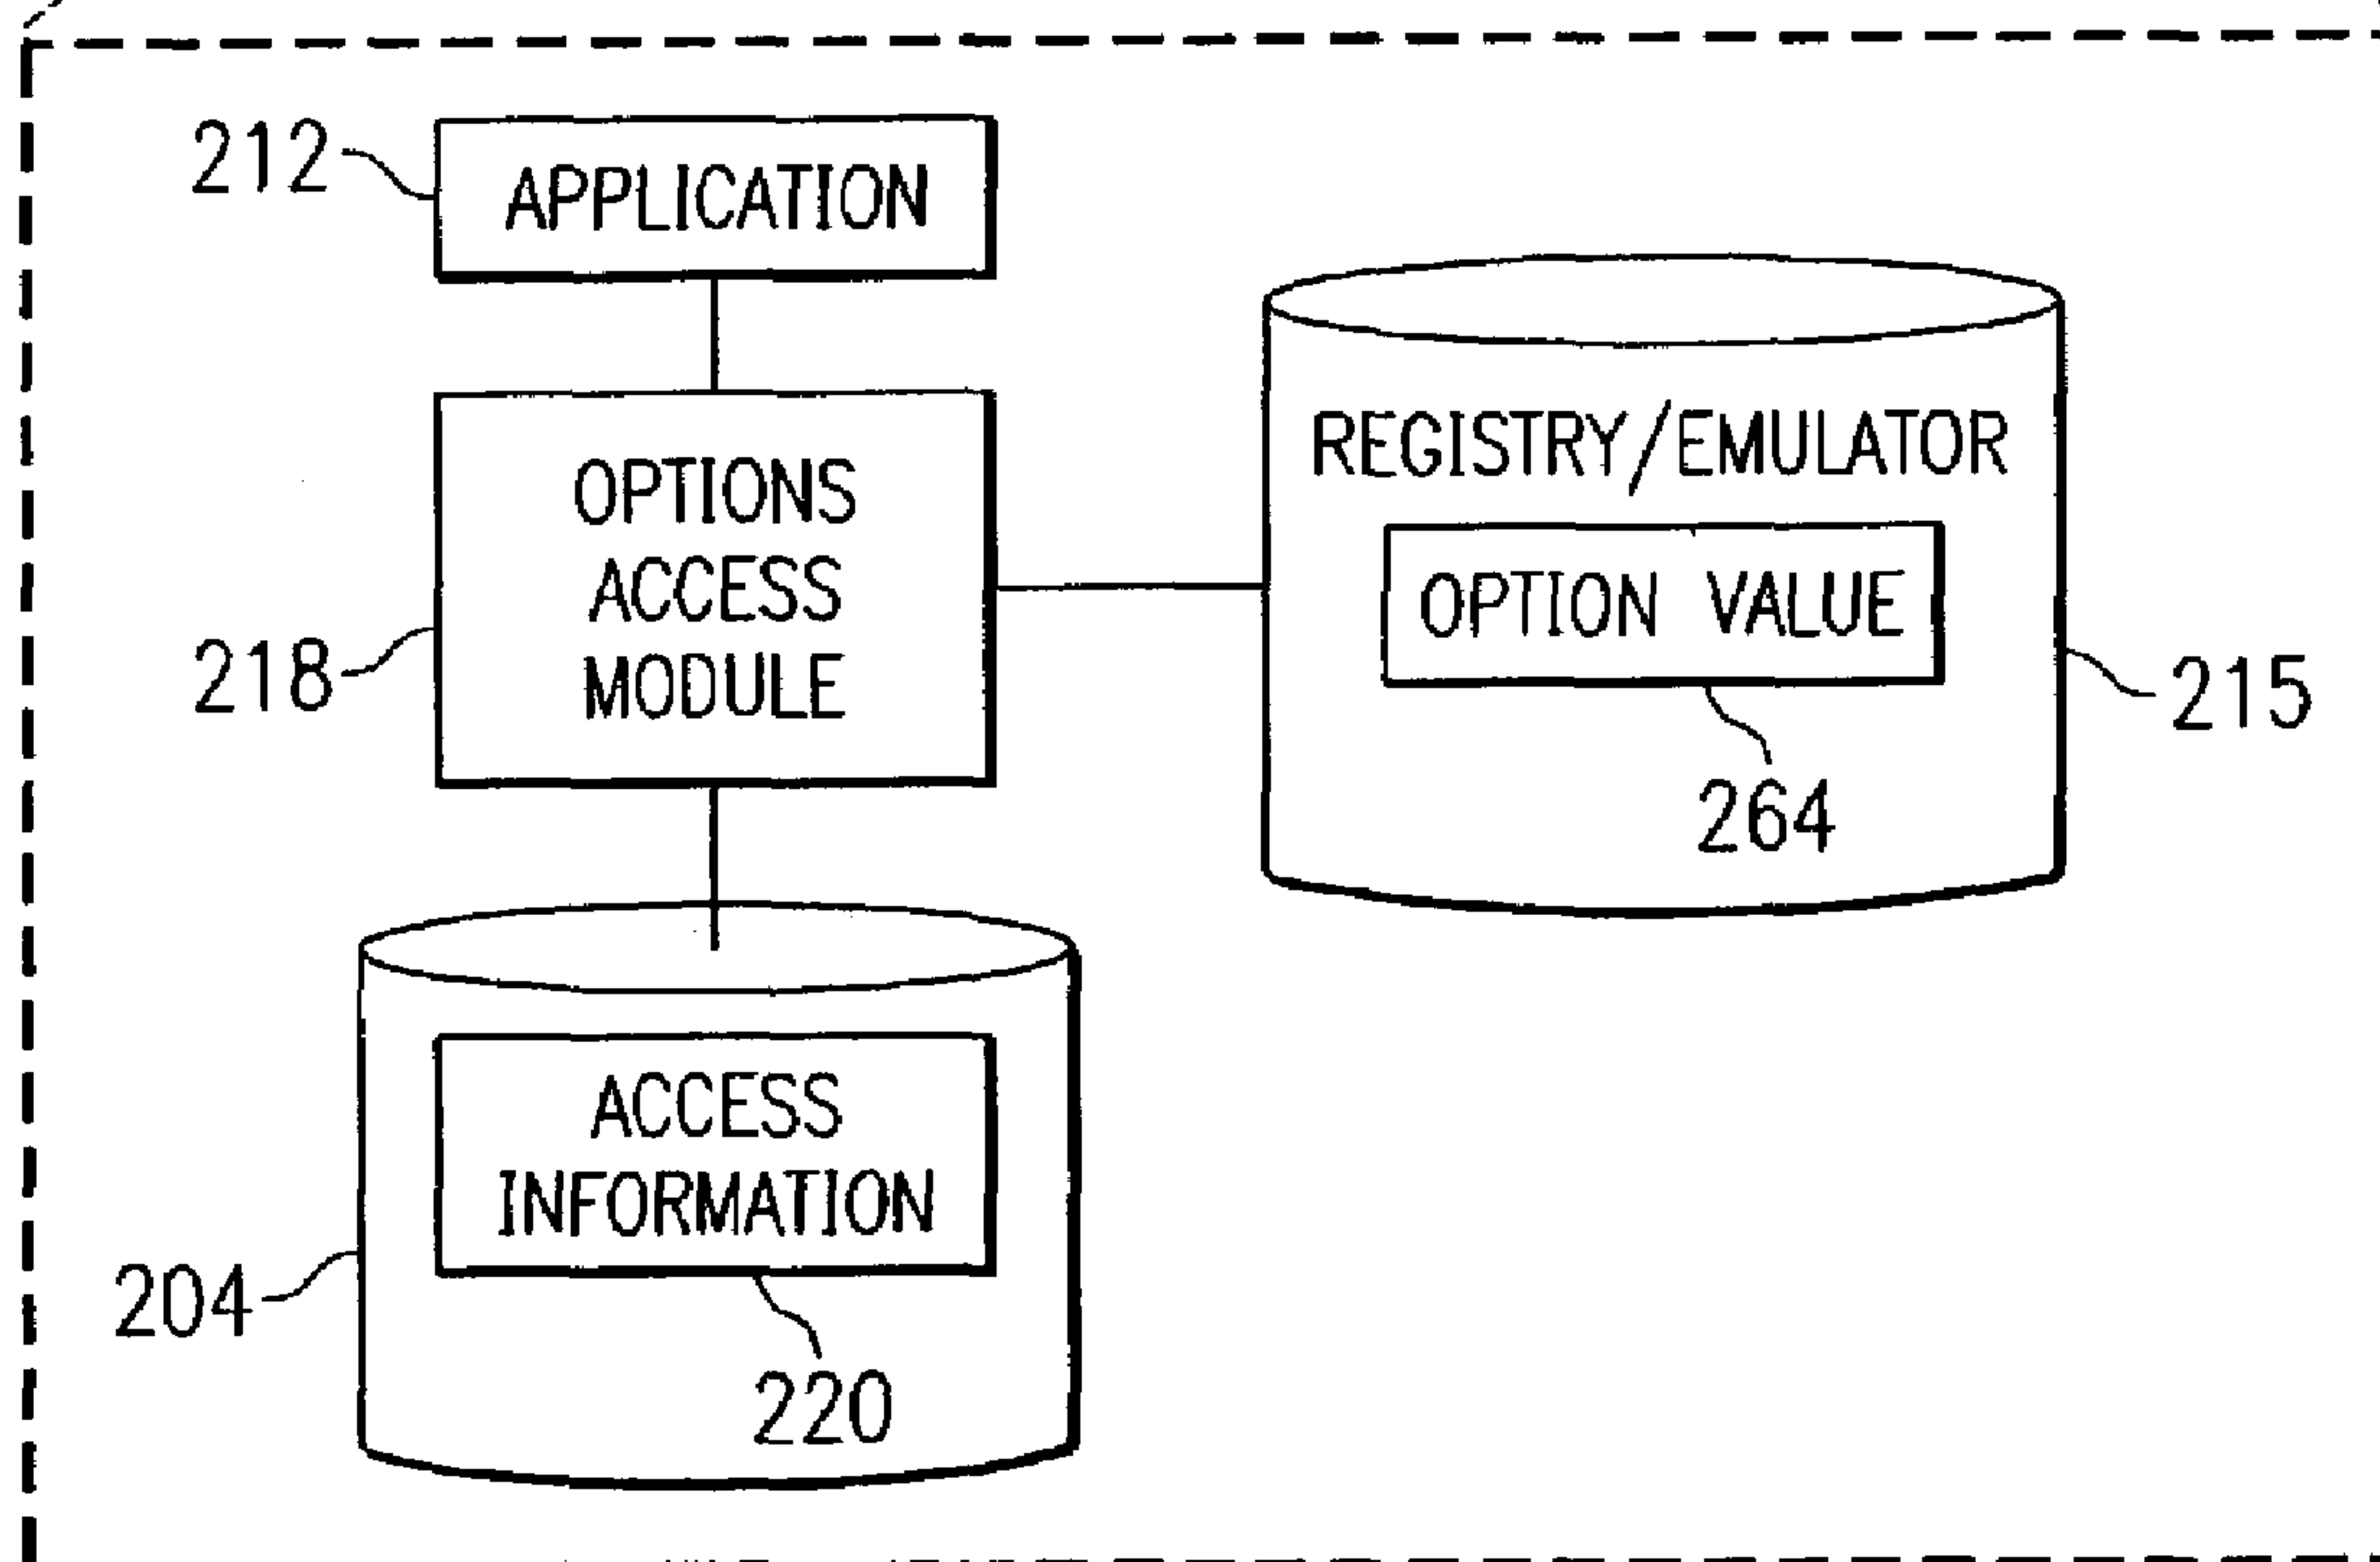 212
APPLICATION
OPTIONS
ACCESS
MODULE
218
REGISTRY/EMULATOR
OPTION VALUE
264
215
ACCESS
INFORMATION
204
220